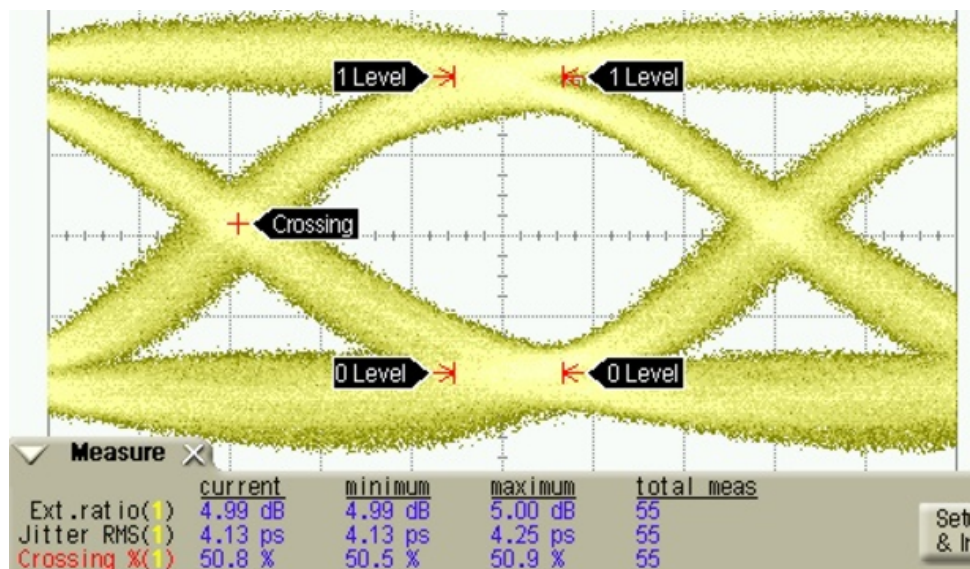 1 Level 1 Level
Crossing
0 Level 0 Level
Measure
current minimum maximum total meas
Ext.ratio(1) 4.99 dB 4.99 dB 5.00 dB 55
Jitter RMS(1) 4.13 ps 4.13 ps 4.25 ps 55
Crossing %(1) 50.8 % 50.5 % 50.9 % 55
&